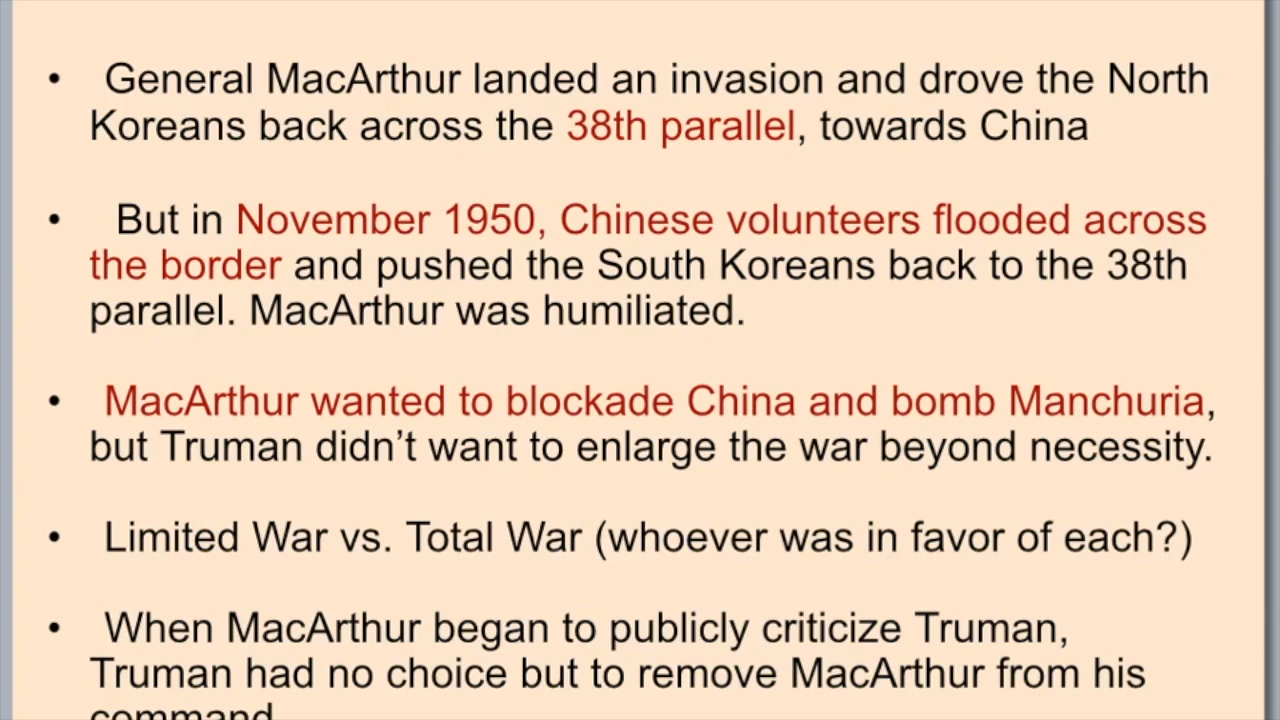 • General MacArthur landed an invasion and drove the North
Koreans back across the 38th parallel, towards China
• But in November 1950, Chinese volunteers flooded across
the border and pushed the South Koreans back to the 38th
parallel. MacArthur was humiliated.
• MacArthur wanted to blockade China and bomb Manchuria,
but Truman didn’t want to enlarge the war beyond necessity.
• Limited War vs. Total War (whoever was in favor of each?)
• When MacArthur began to publicly criticize Truman,
Truman had no choice but to remove MacArthur from his
command